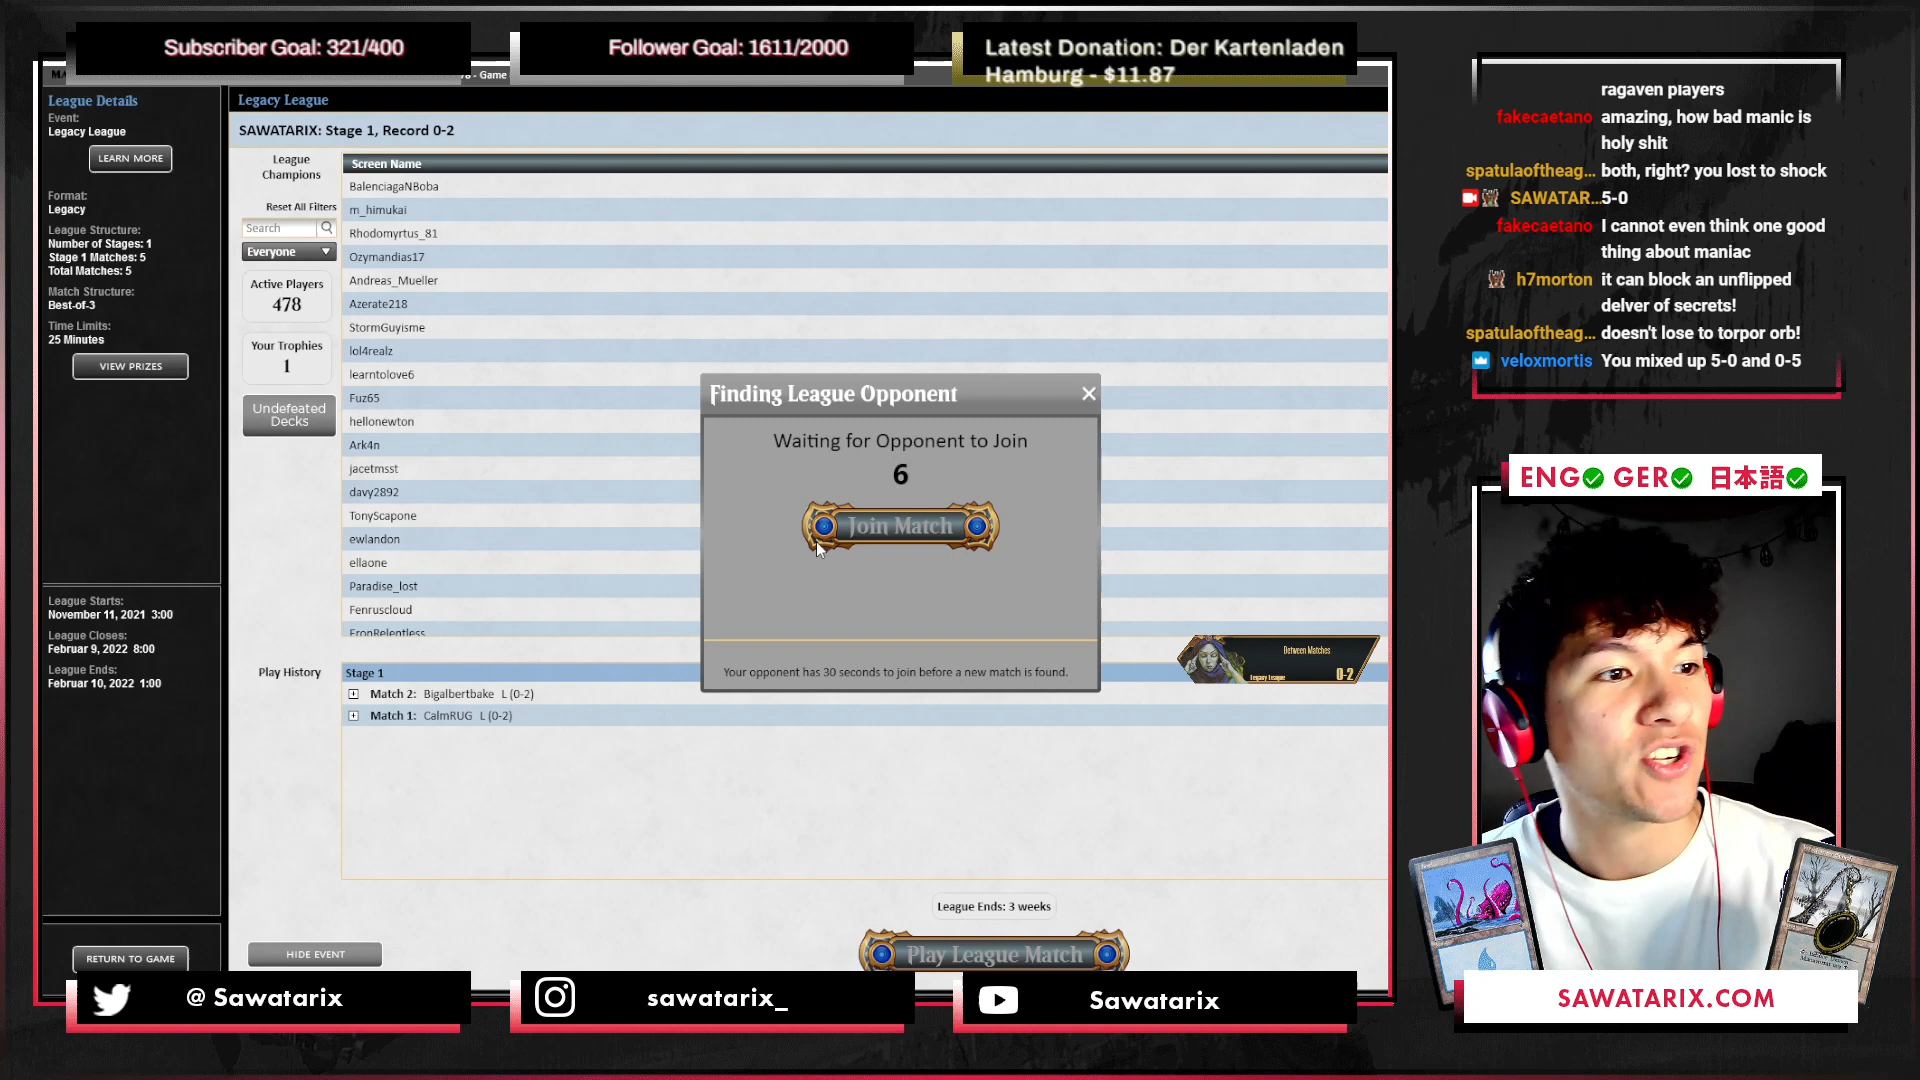 Subscriber Goal: 321/400
Follower Goal: 1611/2000
Latest Donation: Der Kartenladen
Hamburg - $11.87
- Game
League Details
Event:
Legacy League
LEARN MORE
Format:
Legacy
League Structure:
Number of Stages: 1
Stage 1 Matches: 5
Total Matches: 5
Match Structure:
Best-of-3
Time Limits:
25 Minutes
VIEW PRIZES
League Starts:
November 11, 2021 3:00
League Closes:
Februar 9, 2022 8:00
League Ends:
Februar 10, 2022 1:00
RETURN TO GAME
Legacy League
SAWATARIX: Stage 1, Record 0-2
League
Champions
Reset All Filters
Search
Everyone
Active Players
478
Your Trophies
1
Undefeated
Decks
Screen Name
BalenciagaNBoba
m_himukai
Rhodomyrtus_81
Ozymandias17
Andreas_Mueller
Azerate218
StormGuyisme
lol4realz
learntolove6
Fuz65
hellonewton
Ark4n
jacetmsst
davy2892
TonyScapone
ewlandon
ellaone
Paradise_lost
Fenruscloud
EronRelentless
Finding League Opponent
Waiting for Opponent to Join
6
Join Match
Your opponent has 30 seconds to join before a new match is found.
Between Matches
Legacy League
0-2
Play History
Stage 1
Match 2: Bigalbertbake L (0-2)
Match 1: CalmRUG L (0-2)
League Ends: 3 weeks
HIDE EVENT
Play League Match
ragaven players
fakecaetano amazing, how bad manic is
holy shit
spatulaoftheag... both, right? you lost to shock
SAWATAR... 5-0
fakecaetano I cannot even think one good
thing about maniac
h7morton it can block an unflipped
delver of secrets!
spatulaoftheag... doesn't lose to torpor orb!
veloxmortis You mixed up 5-0 and 0-5
ENG GER 日本語
@ Sawatarix
sawatarix_
Sawatarix
SAWATARIX.COM